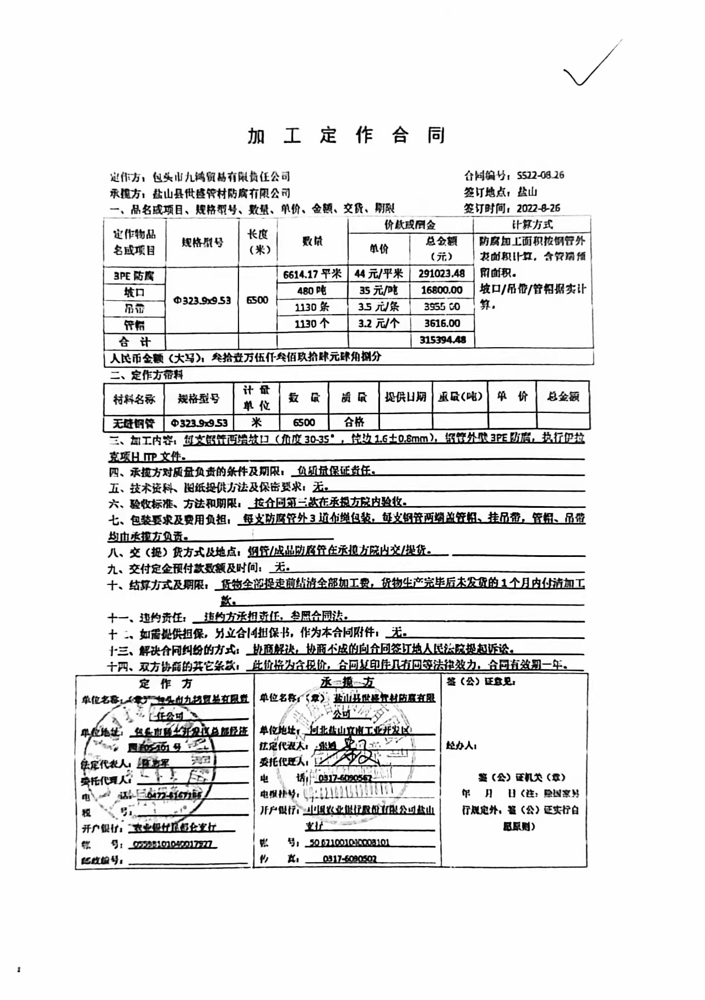 加 工 定 作 合 同
定作方：包头市九鸿贸易有限责任公司 合同编号：SS22-08-26
承揽方：盐山县世盛管材防腐有限公司 签订地点：盐山
一、品名或项目、规格型号、数量、单价、金额、交货、期限 签订时间：2022-8-26
定作物品名或项目 规格型号 长度（米） 数量 价款或酬金 计算方式
单价 总金额（元）
防腐加工面积按钢管外表面积计算，含管端预留面积。
坡口/吊带/管帽据实计算。
3PE 防腐 Φ323.9x9.53 6500 6614.17 平米 44 元/平米 291023.48
坡口 480 吨 35 元/吨 16800.00
吊带 1130 条 3.5 元/条 3955.00
管帽 1130 个 3.2 元/个 3616.00
合 计 315394.48
人民币金额（大写）：叁拾壹万伍仟叁佰玖拾肆元肆角捌分
二、定作方带料
材料名称 规格型号 计量单位 数 量 质 量 提供日期 重量(吨) 单 价 总金额
无缝钢管 Φ323.9x9.53 米 6500 合格
三、加工内容：每支钢管两端坡口（角度 30-35°，钝边 1.6±0.8mm），钢管外壁 3PE 防腐，执行伊拉
克项目 ITP 文件。
四、承揽方对质量负责的条件及期限：负质量保证责任。
五、技术资料、图纸提供方法及保密要求：无。
六、验收标准、方法和期限：按合同第三款在承揽方院内验收。
七、包装要求及费用负担：每支防腐管外 3 道布绳包装，每支钢管两端盖管帽、挂吊带，管帽、吊带
均由承揽方负责。
八、交（提）货方式及地点：钢管/成品防腐管在承揽方院内交/提货。
九、交付定金预付款数额及时间：无。
十、结算方式及期限：货物全部提走前结清全部加工费，货物生产完毕后未发货的 1 个月内付清加工
款。
十一、违约责任：违约方承担责任，参照合同法。
十二、如需提供担保，另立合同担保书，作为本合同附件：无。
十三、解决合同纠纷的方式：协商解决，协商不成的向合同签订地人民法院提起诉讼。
十四、双方协商的其它条款：此价格为含税价，合同复印件具有同等法律效力，合同有效期一年。
定 作 方
单位名称：（章）包头市九鸿贸易有限责
任公司
单位地址：包头市稀土开发区总部经济
园 101 号
法定代表人：陈志军
委托代理人：
电 话：0472-6167286
税 号：
开户银行：农业银行昆都仑支行
账 号：05598101040017927
邮政编号：
承 揽 方
单位名称：（章）盐山县世盛管材防腐有限
公司
单位地址：河北盐山宜南工业开发区
法定代表人：张
委托代理人：
电 话：0317-6090567
电报挂号：
开户银行：中国农业银行股份有限公司盐山
支行
账 号：50 671001040008101
传 真：0317-6090502
签（公）证意见：
经办人：
鉴（公）证机关（章）
年 月 日（注：除国家另
行规定外，鉴（公）证实行自
愿原则）